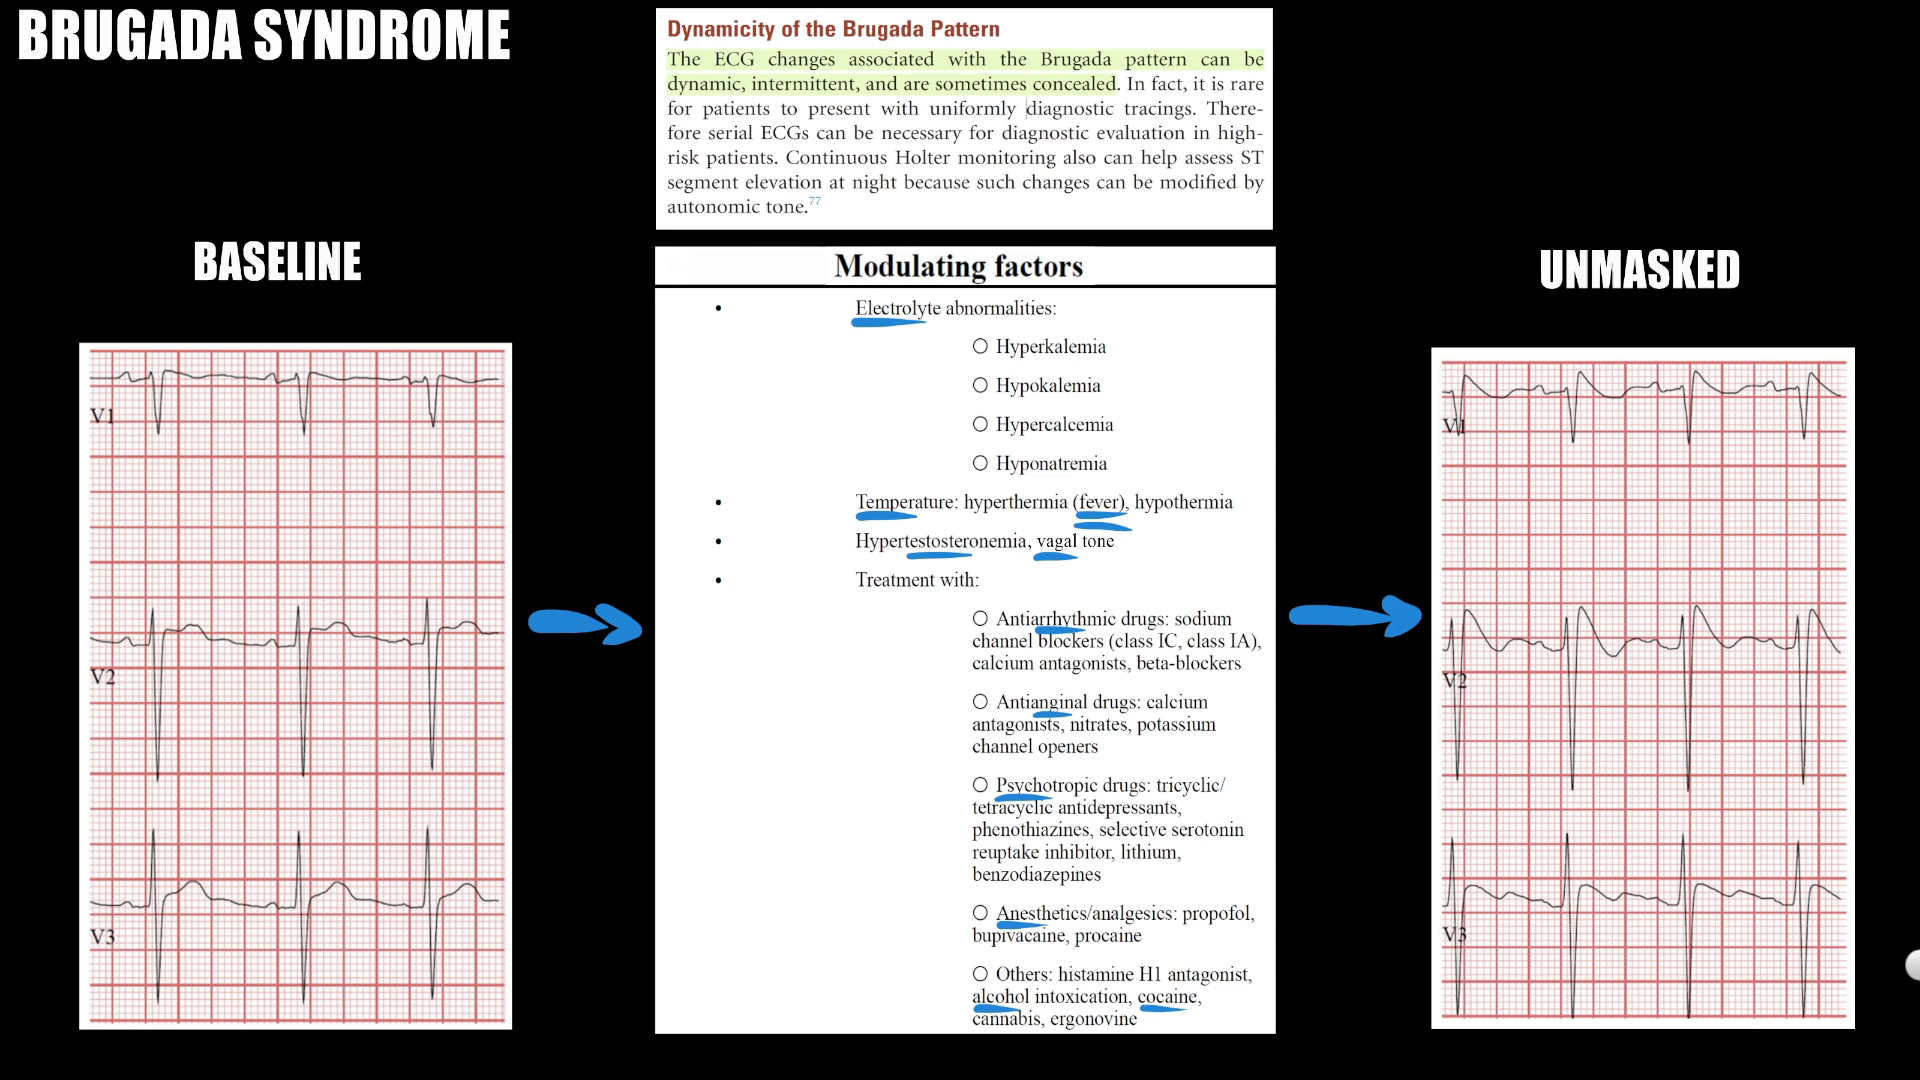 BRUGADA SYNDROME
Dynamicity of the Brugada Pattern
The ECG changes associated with the Brugada pattern can be
dynamic, intermittent, and are sometimes concealed. In fact, it is rare
for patients to present with uniformly diagnostic tracings. There-
fore serial ECGs can be necessary for diagnostic evaluation in high-
risk patients. Continuous Holter monitoring also can help assess ST
segment elevation at night because such changes can be modified by
autonomic tone.77
BASELINE
V1
V2
V3
Modulating factors
• Electrolyte abnormalities:
○ Hyperkalemia
○ Hypokalemia
○ Hypercalcemia
○ Hyponatremia
• Temperature: hyperthermia (fever), hypothermia
• Hypertestosteronemia, vagal tone
• Treatment with:
○ Antiarrhythmic drugs: sodium
channel blockers (class IC, class IA),
calcium antagonists, beta-blockers
○ Antianginal drugs: calcium
antagonists, nitrates, potassium
channel openers
○ Psychotropic drugs: tricyclic/
tetracyclic antidepressants,
phenothiazines, selective serotonin
reuptake inhibitor, lithium,
benzodiazepines
○ Anesthetics/analgesics: propofol,
bupivacaine, procaine
○ Others: histamine H1 antagonist,
alcohol intoxication, cocaine,
cannabis, ergonovine
UNMASKED
V1
V2
V3